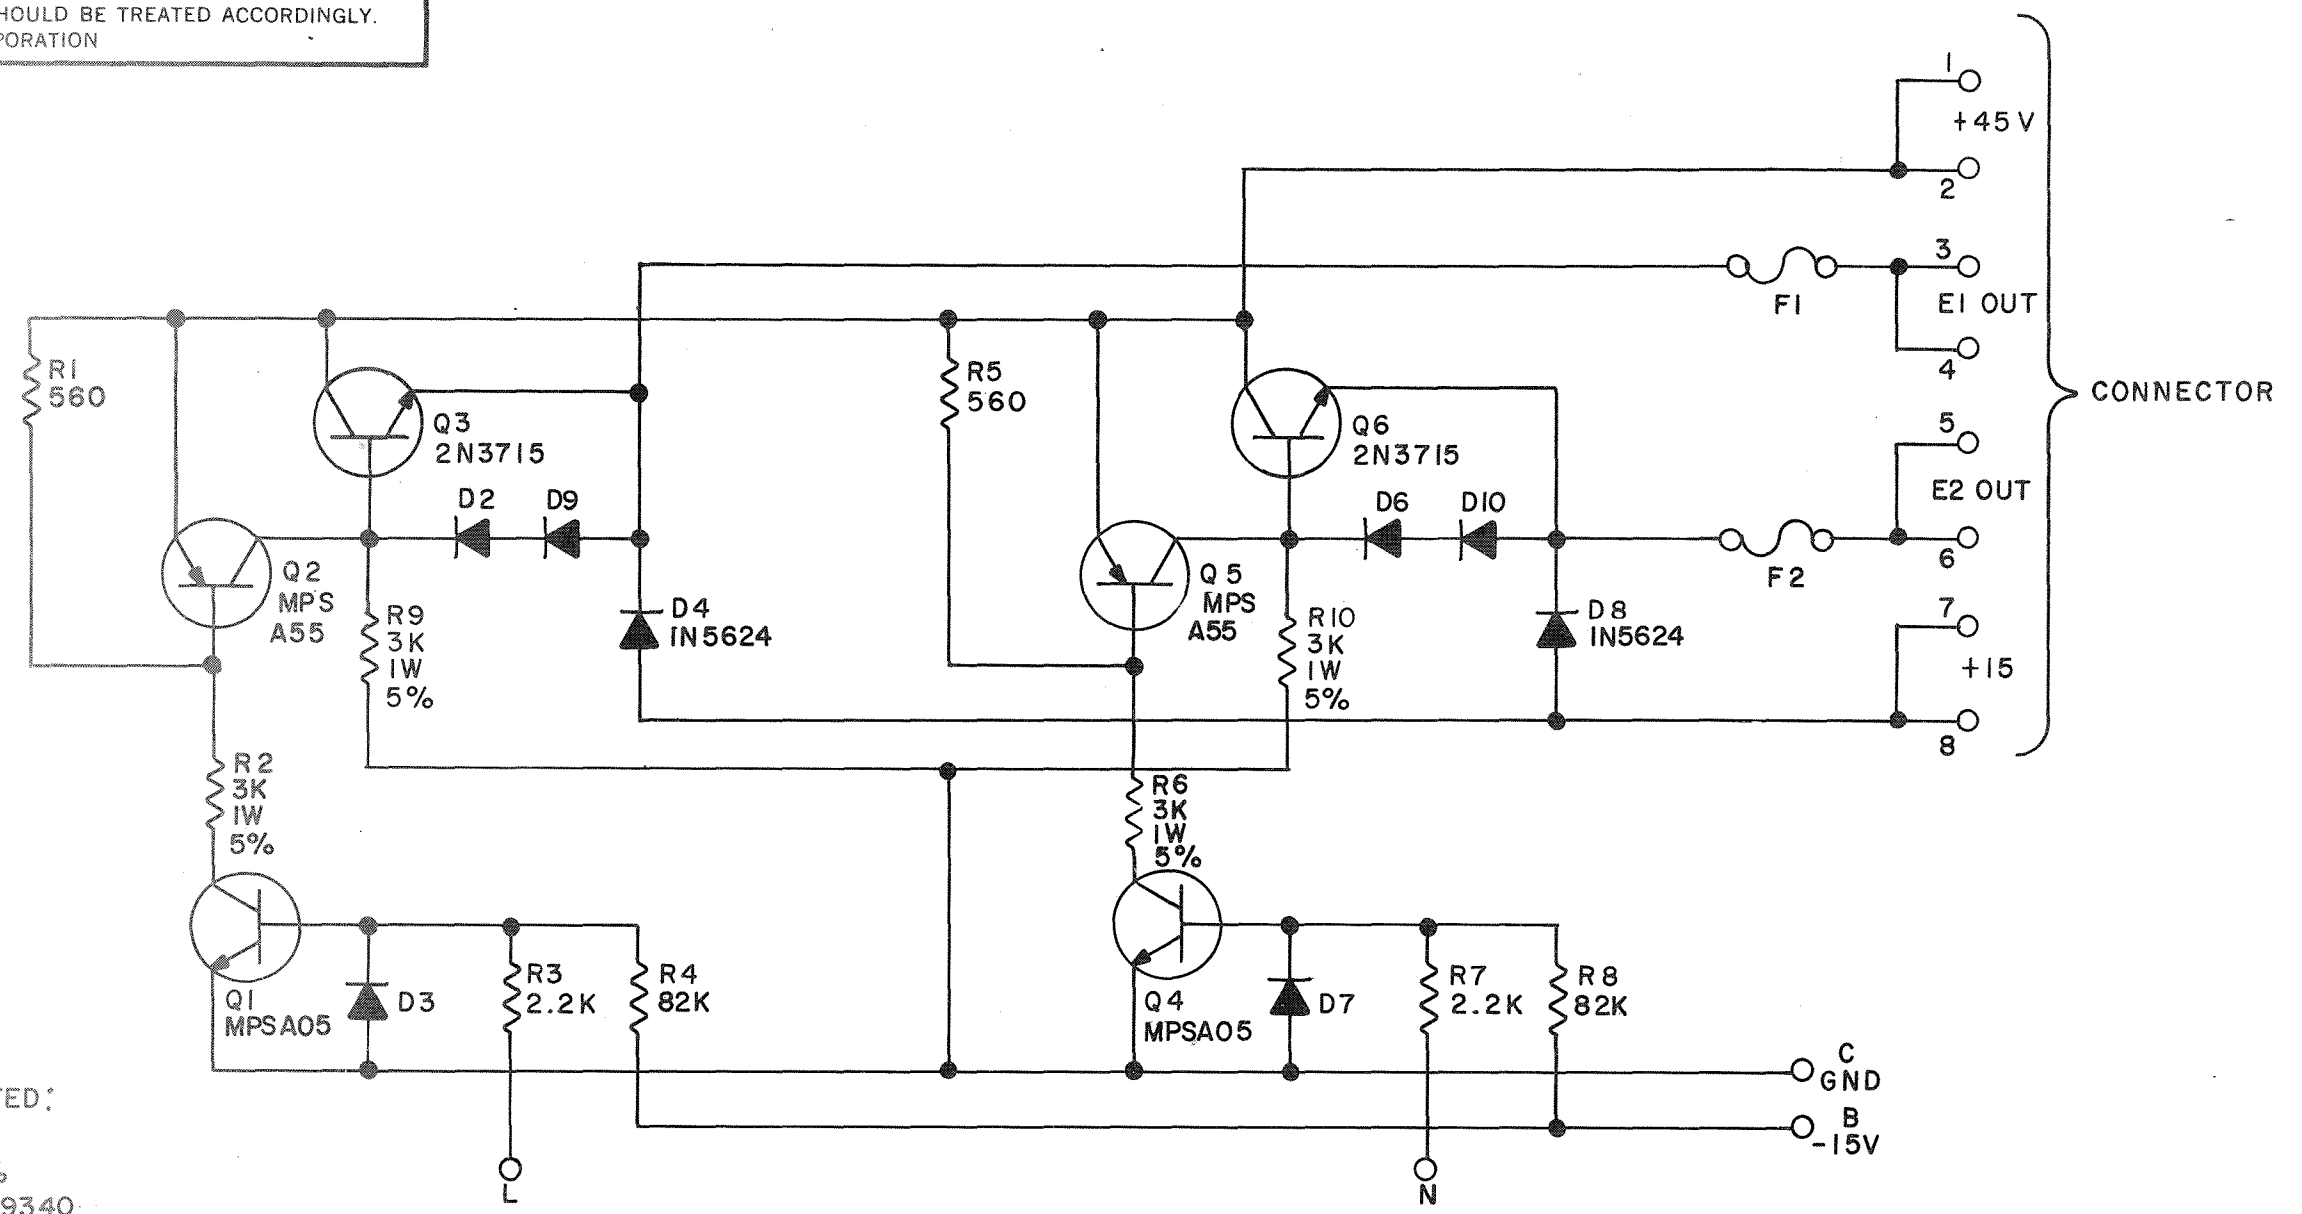 HOULD BE TREATED ACCORDINGLY.
PORATION
1
+45V
2
3
E1 OUT
4
F1
CONNECTOR
5
E2 OUT
6
F2
7
+15
8
R1
560
Q3
2N3715
D2
D9
Q2
MPS
A55
R9
3K
1W
5%
D4
IN5624
R5
560
Q6
2N3715
D6
D10
Q5
MPS
A55
R10
3K
1W
5%
D8
IN5624
R2
3K
1W
5%
R6
3K
1W
5%
Q1
MPSA05
D3
R3
2.2K
R4
82K
Q4
MPSA05
D7
R7
2.2K
R8
82K
C
GND
B
-15V
L
N
TED:
%
9340